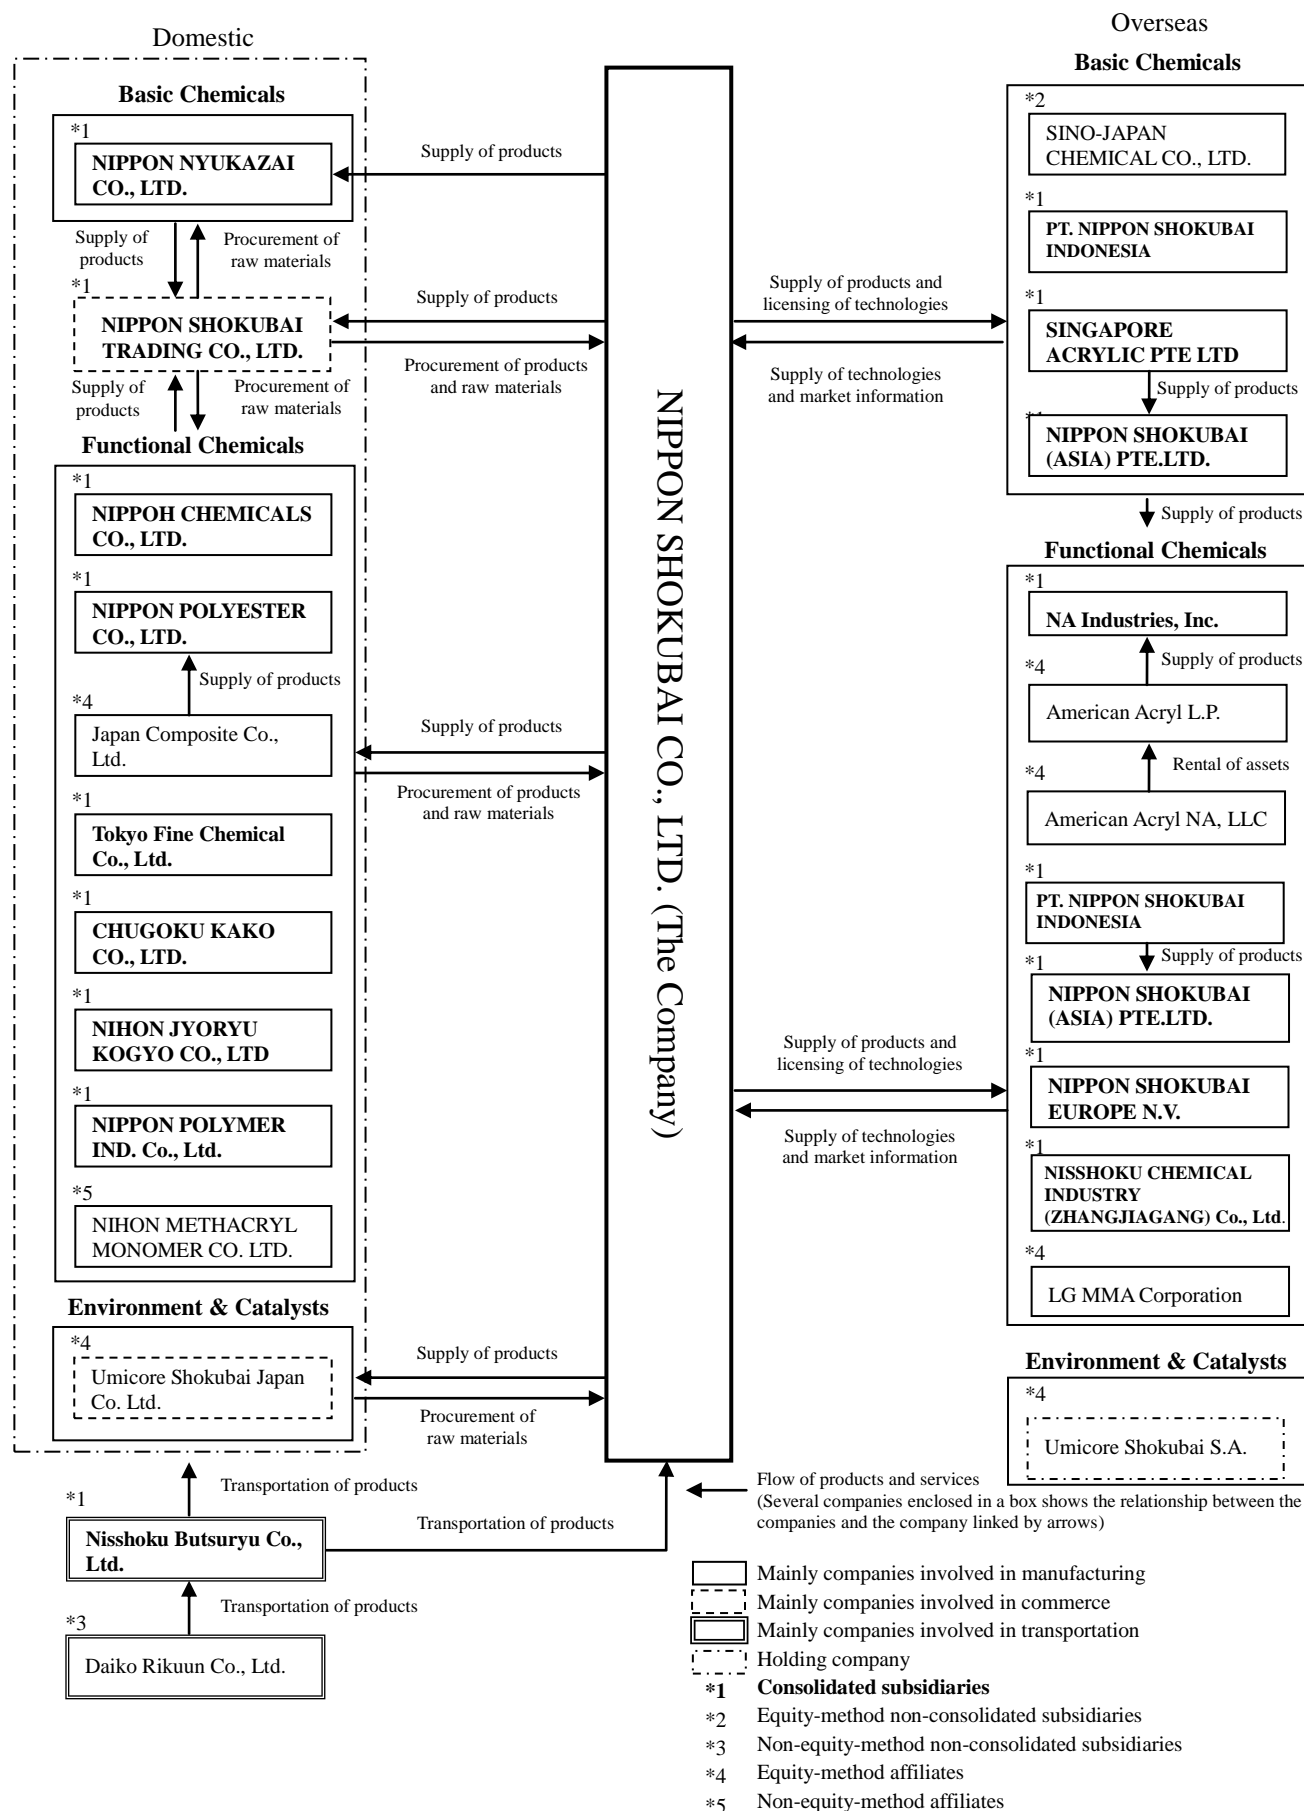 Domestic
Basic Chemicals
*1
NIPPON NYUKAZAI
CO., LTD.
Supply of products
Supply of
products
Procurement of
raw materials
*1
NIPPON SHOKUBAI
TRADING CO., LTD.
Supply of products
Procurement of products
and raw materials
Supply of
products
Procurement of
raw materials
Functional Chemicals
*1
NIPPOH CHEMICALS
CO., LTD.
*1
NIPPON POLYESTER
CO., LTD.
Supply of products
*4
Japan Composite Co.,
Ltd.
Supply of products
Procurement of products
and raw materials
*1
Tokyo Fine Chemical
Co., Ltd.
*1
CHUGOKU KAKO
CO., LTD.
*1
NIHON JYORYU
KOGYO CO., LTD
*1
NIPPON POLYMER
IND. Co., Ltd.
*5
NIHON METHACRYL
MONOMER CO. LTD.
Environment & Catalysts
*4
Umicore Shokubai Japan
Co. Ltd.
Supply of products
Procurement of
raw materials
Transportation of products
*1
Nisshoku Butsuryu Co.,
Ltd.
Transportation of products
Transportation of products
*3
Daiko Rikuun Co., Ltd.
NIPPON SHOKUBAI CO., LTD. (The Company)
Overseas
Basic Chemicals
*2
SINO-JAPAN
CHEMICAL CO., LTD.
*1
PT. NIPPON SHOKUBAI
INDONESIA
Supply of products and
licensing of technologies
Supply of technologies
and market information
*1
SINGAPORE
ACRYLIC PTE LTD
Supply of products
*1
NIPPON SHOKUBAI
(ASIA) PTE.LTD.
Supply of products
Functional Chemicals
*1
NA Industries, Inc.
Supply of products
*4
American Acryl L.P.
Rental of assets
*4
American Acryl NA, LLC
*1
PT. NIPPON SHOKUBAI
INDONESIA
Supply of products
*1
NIPPON SHOKUBAI
(ASIA) PTE.LTD.
Supply of products and
licensing of technologies
Supply of technologies
and market information
*1
NIPPON SHOKUBAI
EUROPE N.V.
*1
NISSHOKU CHEMICAL
INDUSTRY
(ZHANGJIAGANG) Co., Ltd.
*4
LG MMA Corporation
Environment & Catalysts
*4
Umicore Shokubai S.A.
Flow of products and services
(Several companies enclosed in a box shows the relationship between the
companies and the company linked by arrows)
Mainly companies involved in manufacturing
Mainly companies involved in commerce
Mainly companies involved in transportation
Holding company
*1 Consolidated subsidiaries
*2 Equity-method non-consolidated subsidiaries
*3 Non-equity-method non-consolidated subsidiaries
*4 Equity-method affiliates
*5 Non-equity-method affiliates